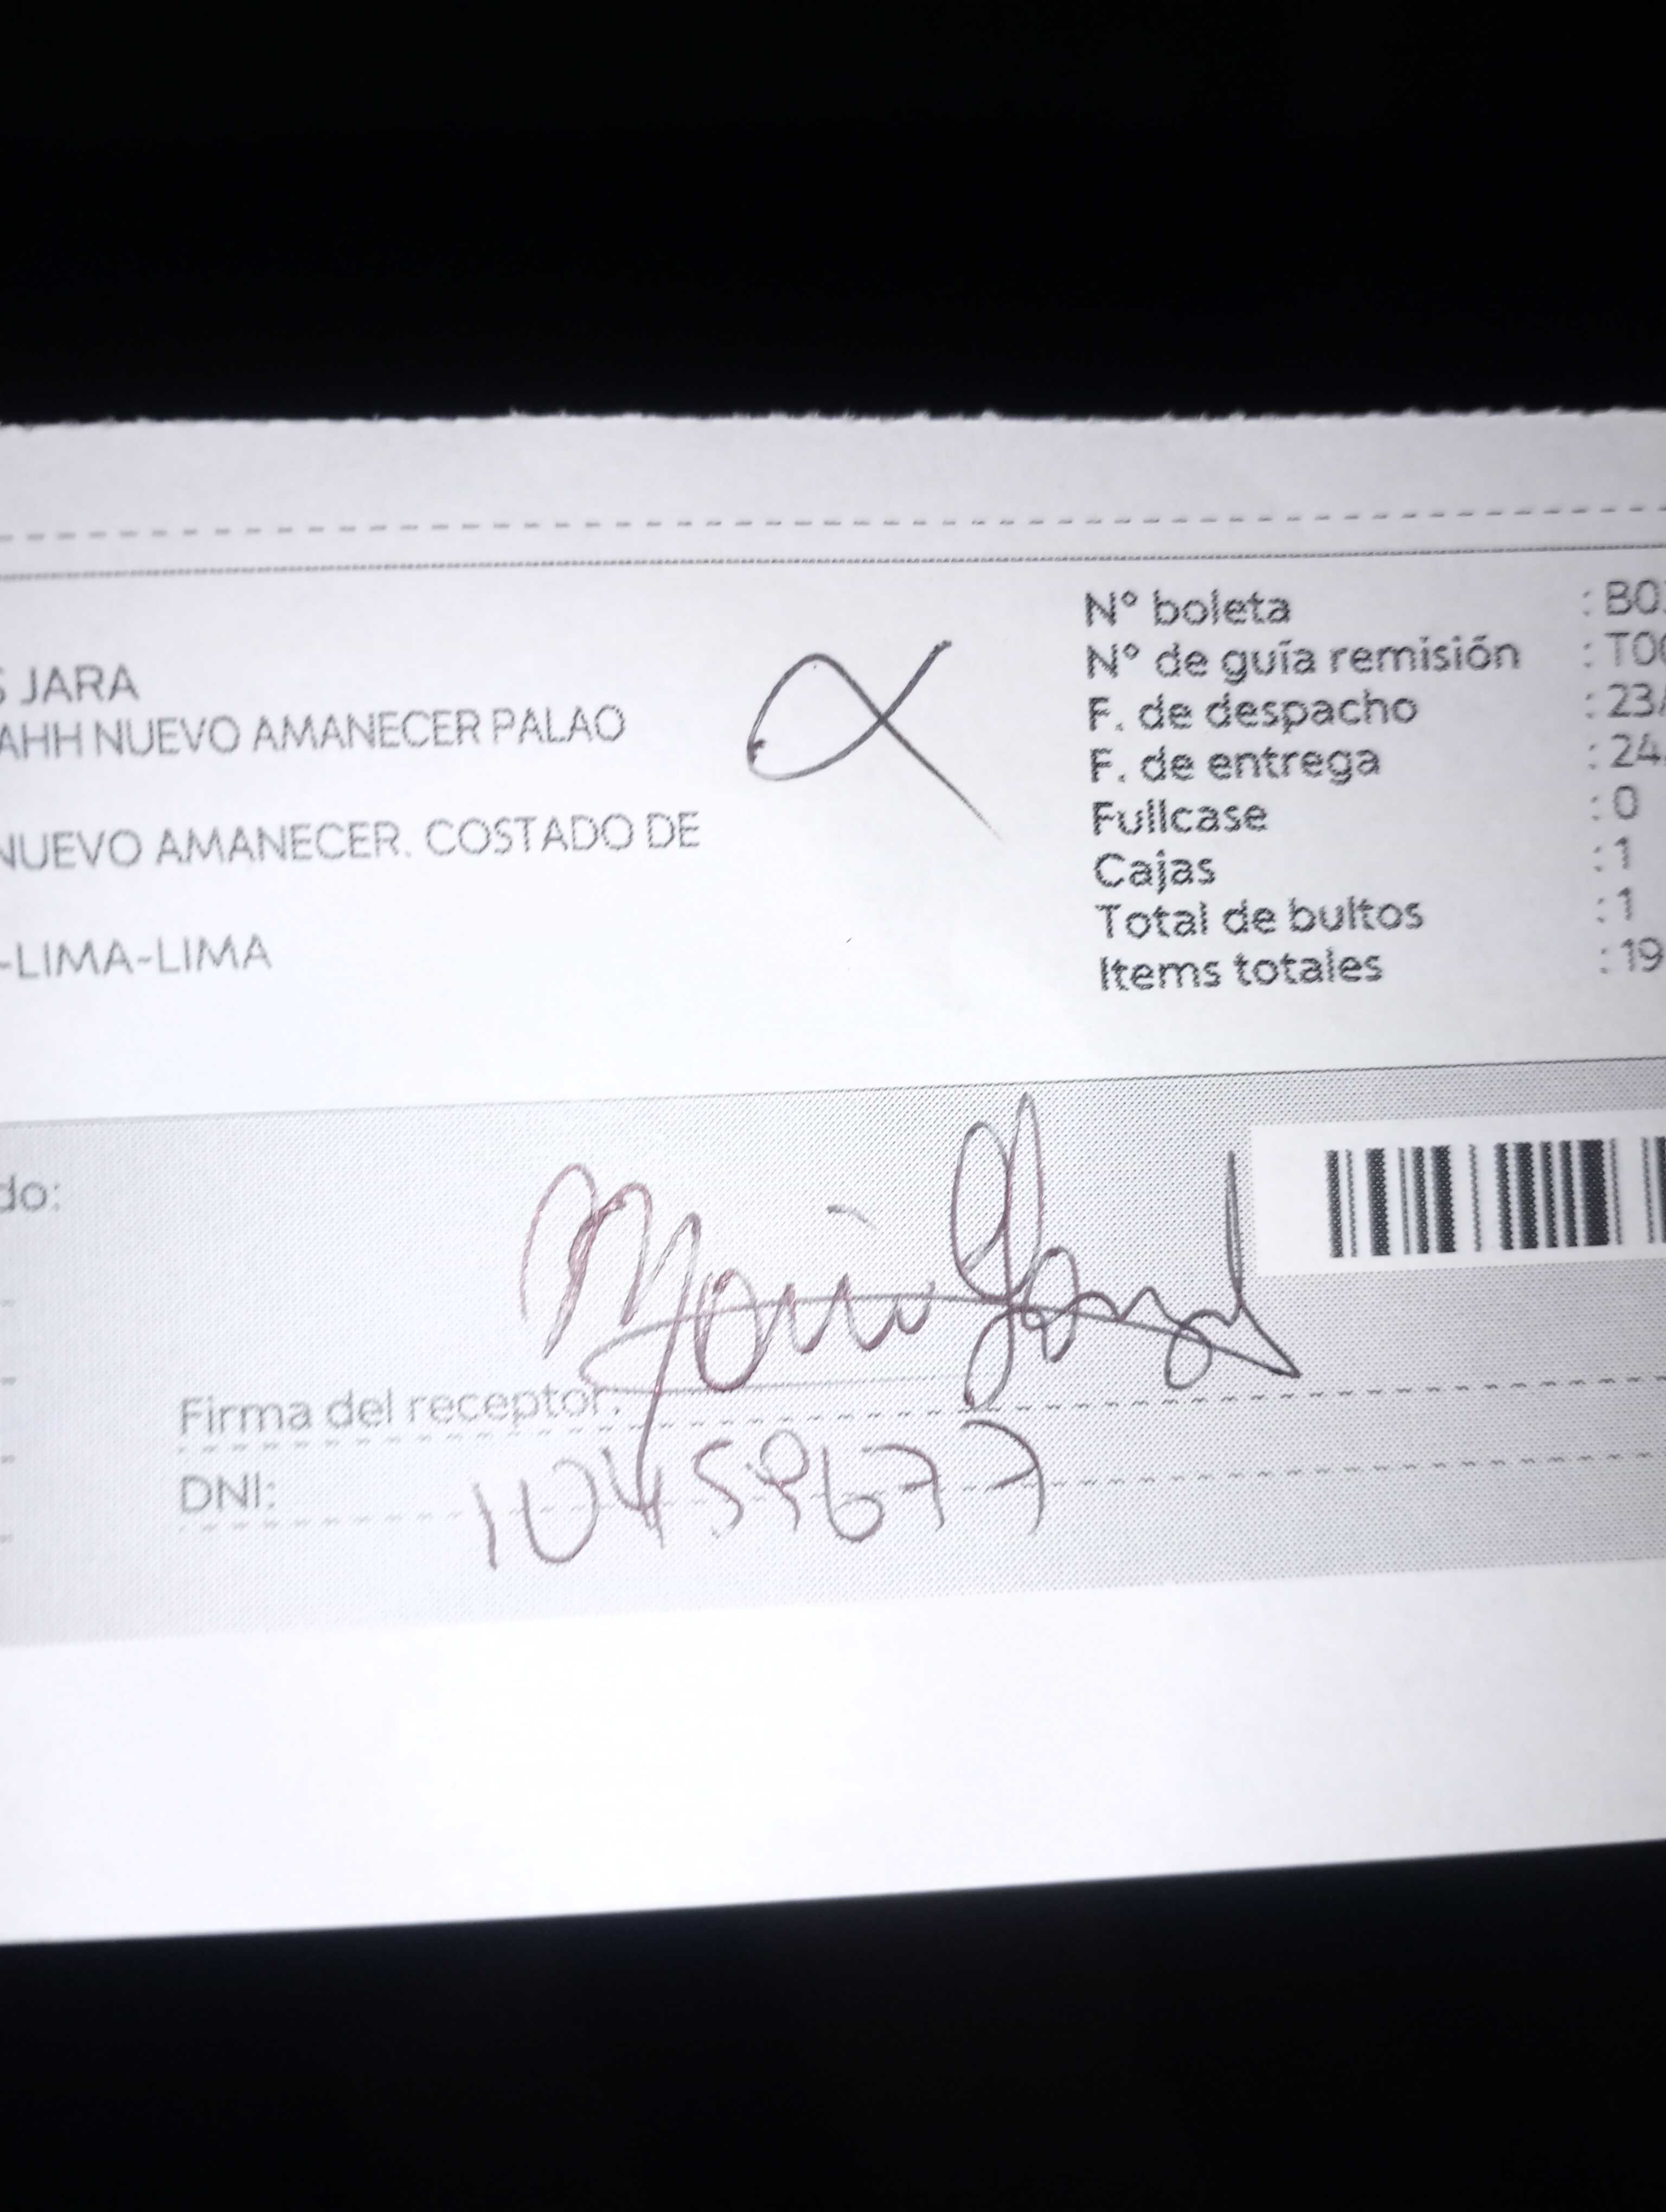 S JARA
AHH NUEVO AMANECER PALAO
NUEVO AMANECER. COSTADO DE
-LIMA-LIMA
N° boleta : B0
N° de guía remisión : T00
F. de despacho : 23/
F. de entrega : 24
Fullcase : 0
Cajas : 1
Total de bultos : 1
Items totales : 19
do:
Firma del receptor:
DNI: 10459677